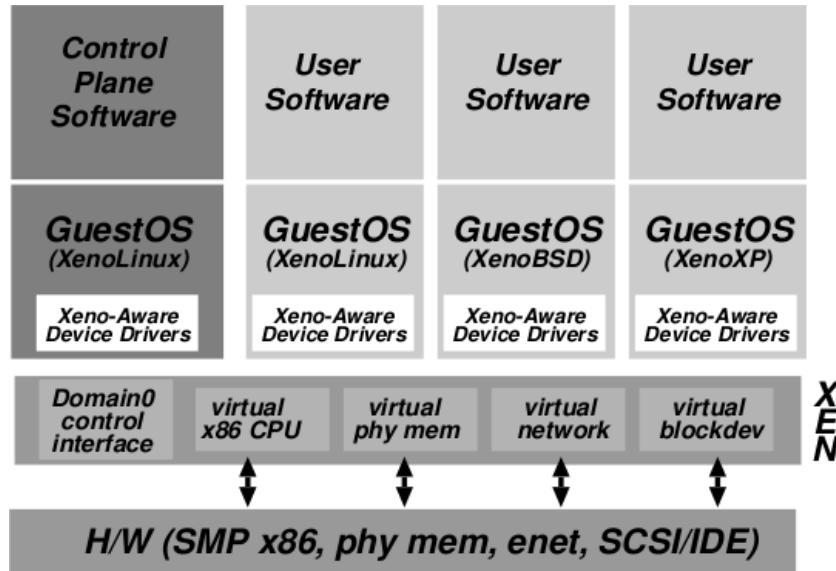 Control
Plane
Software
User
Software
User
Software
User
Software
GuestOS
(XenoLinux)
GuestOS
(XenoLinux)
GuestOS
(XenoBSD)
GuestOS
(XenoXP)
Xeno-Aware
Device Drivers
Xeno-Aware
Device Drivers
Xeno-Aware
Device Drivers
Xeno-Aware
Device Drivers
Domain0
control
interface
virtual
x86 CPU
virtual
phy mem
virtual
network
virtual
blockdev
X
E
N
H/W (SMP x86, phy mem, enet, SCSI/IDE)